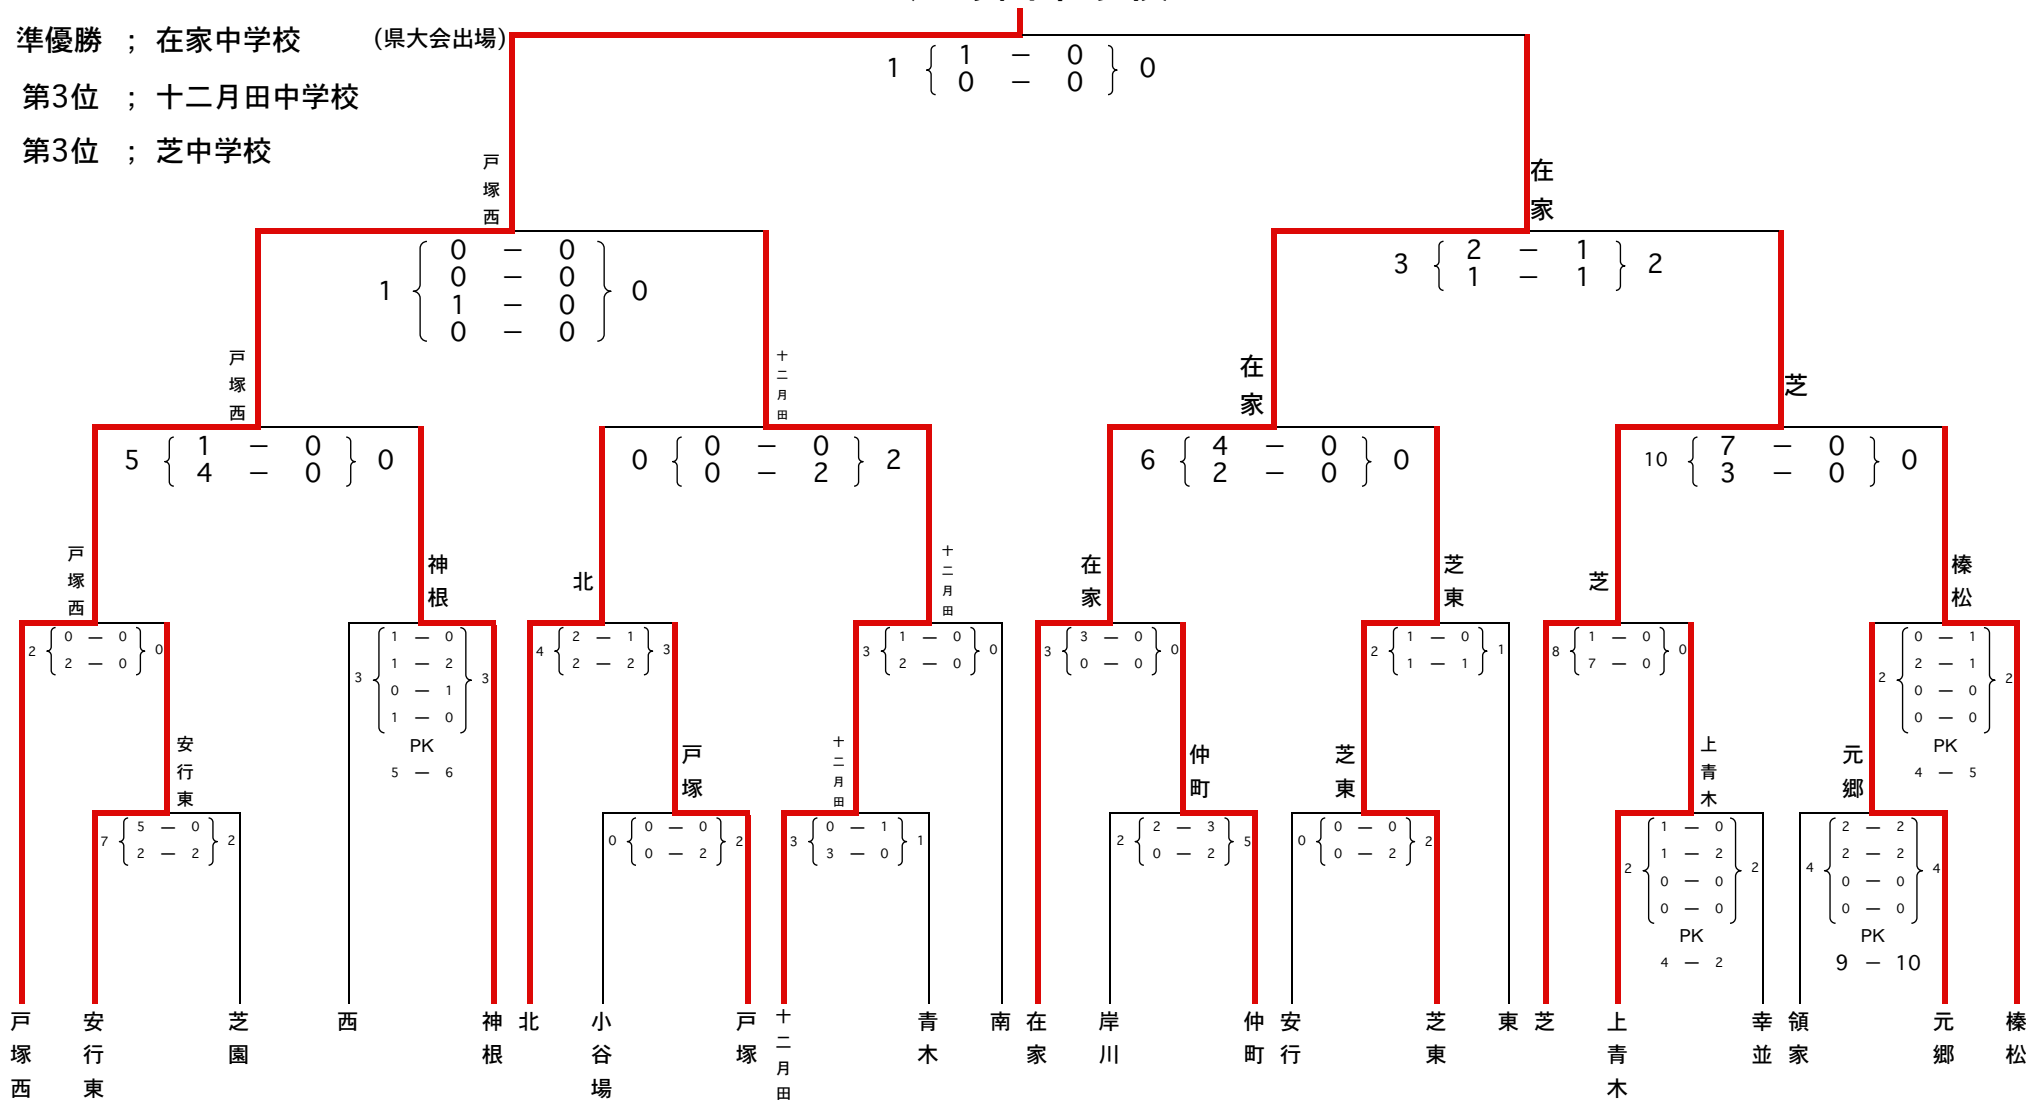 準優勝 ; 在家中学校 (県大会出場)
第3位 ; 十二月田中学校
第3位 ; 芝中学校
1 { 1 − 0 } 0
0 − 0
戸塚西
在家
1 { 0 − 0 } 0
0 − 0
1 − 0
0 − 0
3 { 2 − 1 } 2
1 − 1
戸塚西
十二月田
在家
芝
5 { 1 − 0 } 0
4 − 0
0 { 0 − 0 } 2
0 − 2
6 { 4 − 0 } 0
2 − 0
10 { 7 − 0 } 0
3 − 0
戸塚西
神根
北
十二月田
在家
芝東
芝
榛松
2 { 0 − 0 } 0
2 − 0
3 { 1 − 0 } 3
1 − 2
0 − 1
1 − 0
PK
5 − 6
4 { 2 − 1 } 3
2 − 2
3 { 1 − 0 } 0
2 − 0
3 { 3 − 0 } 0
0 − 0
2 { 1 − 0 } 1
1 − 1
8 { 1 − 0 } 0
7 − 0
2 { 0 − 1 } 2
2 − 1
0 − 0
0 − 0
PK
4 − 5
安行東
戸塚
十二月田
仲町
芝東
上青木
元郷
7 { 5 − 0 } 2
2 − 2
0 { 0 − 0 } 2
0 − 2
3 { 0 − 1 } 1
3 − 0
2 { 2 − 3 } 5
0 − 2
0 { 0 − 0 } 2
0 − 2
2 { 1 − 0 } 2
1 − 2
0 − 0
0 − 0
PK
4 − 2
4 { 2 − 2 } 4
2 − 2
0 − 0
0 − 0
PK
9 − 10
戸塚西
安行東
芝園
西
神根
北
小谷場
戸塚
十二月田
青木
南
在家
岸川
仲町
安行
芝東
東
芝
上青木
幸並
領家
元郷
榛松